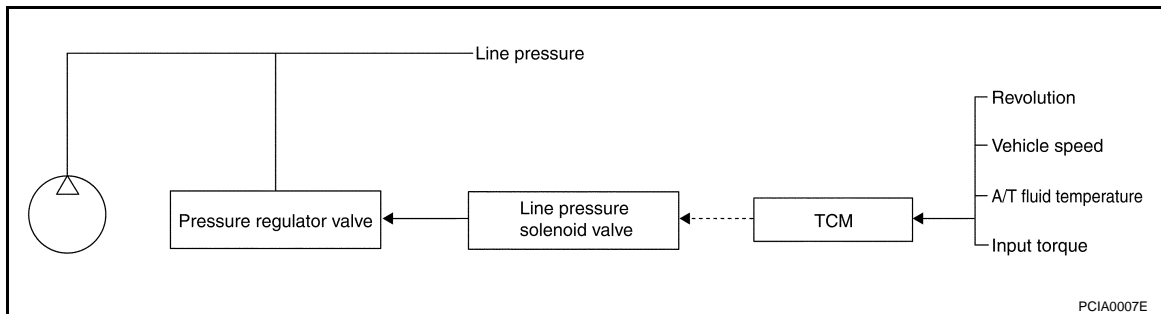 Line pressure
Revolution
Vehicle speed
A/T fluid temperature
Input torque
Pressure regulator valve
Line pressure
solenoid valve
TCM
PCIA0007E